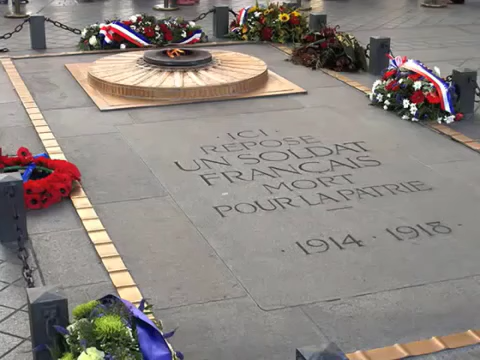 ICI
REPOSE
UN SOLDAT
FRANÇAIS
MORT
POUR LA PATRIE
· 1914 · 1918 ·